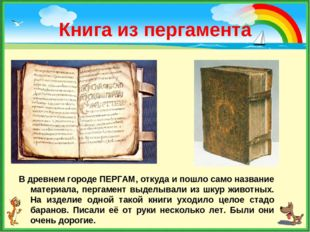 Книга из пергамента
В древнем городе ПЕРГАМ, откуда и пошло само название
материала, пергамент выделывали из шкур животных.
На изделие одной такой книги уходило целое стадо
баранов. Писали её от руки несколько лет. Были они
очень дорогие.